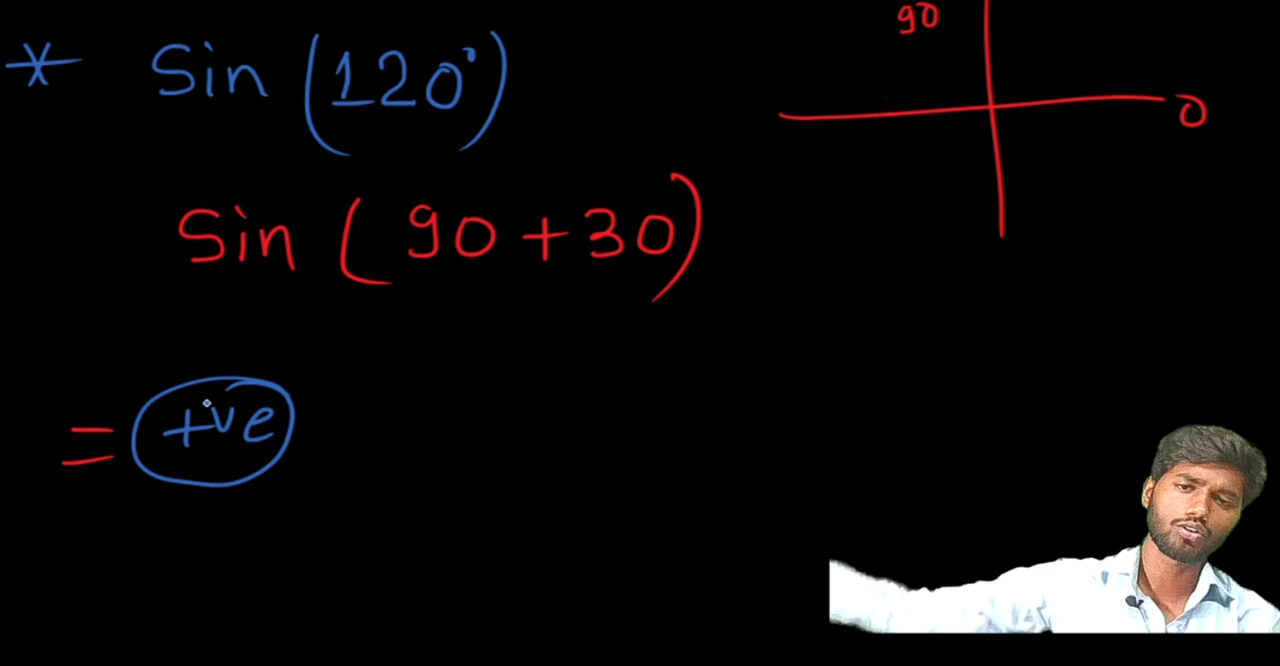 * Sin (120°)
90
0
Sin (90+30)
= +ve